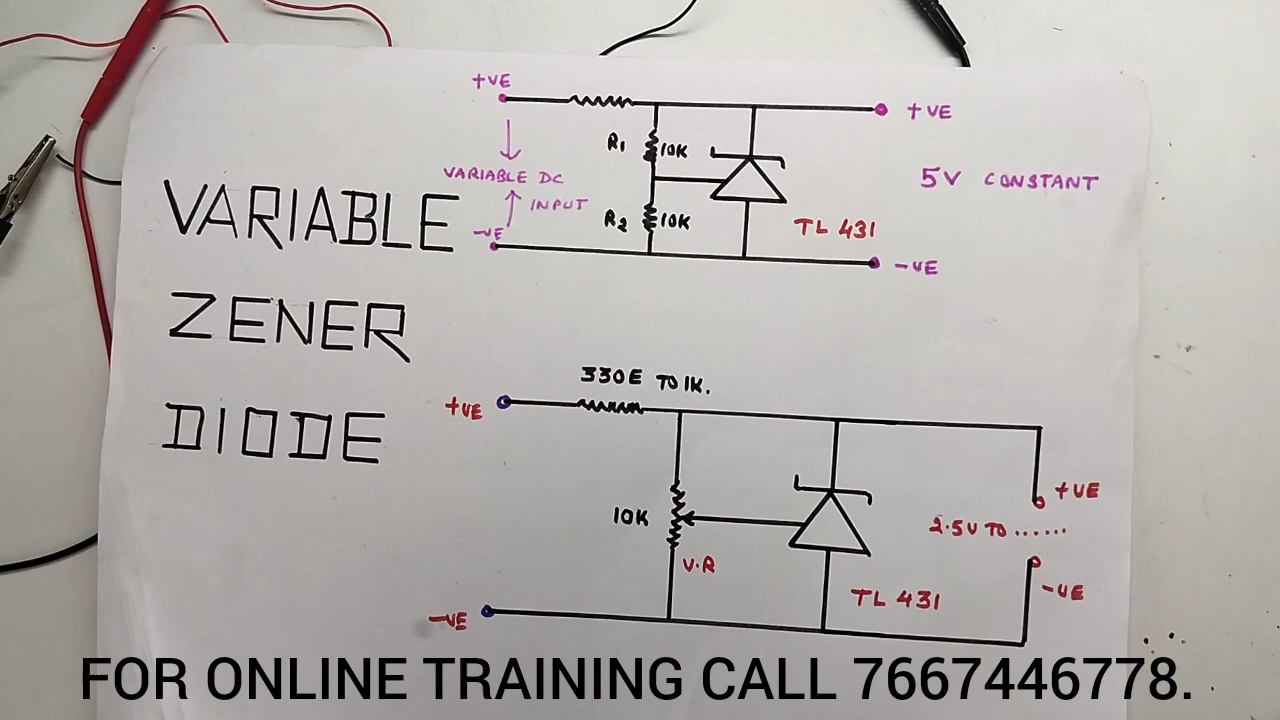 VARIABLE
ZENER
DIODE
+VE
+VE
R1 10K
VARIABLE DC
INPUT
5V CONSTANT
R2 10K
TL 431
-VE
-VE
330E TO 1K.
+VE
+VE
10K
2.5V TO ......
V.R
TL 431
-VE
-VE
FOR ONLINE TRAINING CALL 7667446778.